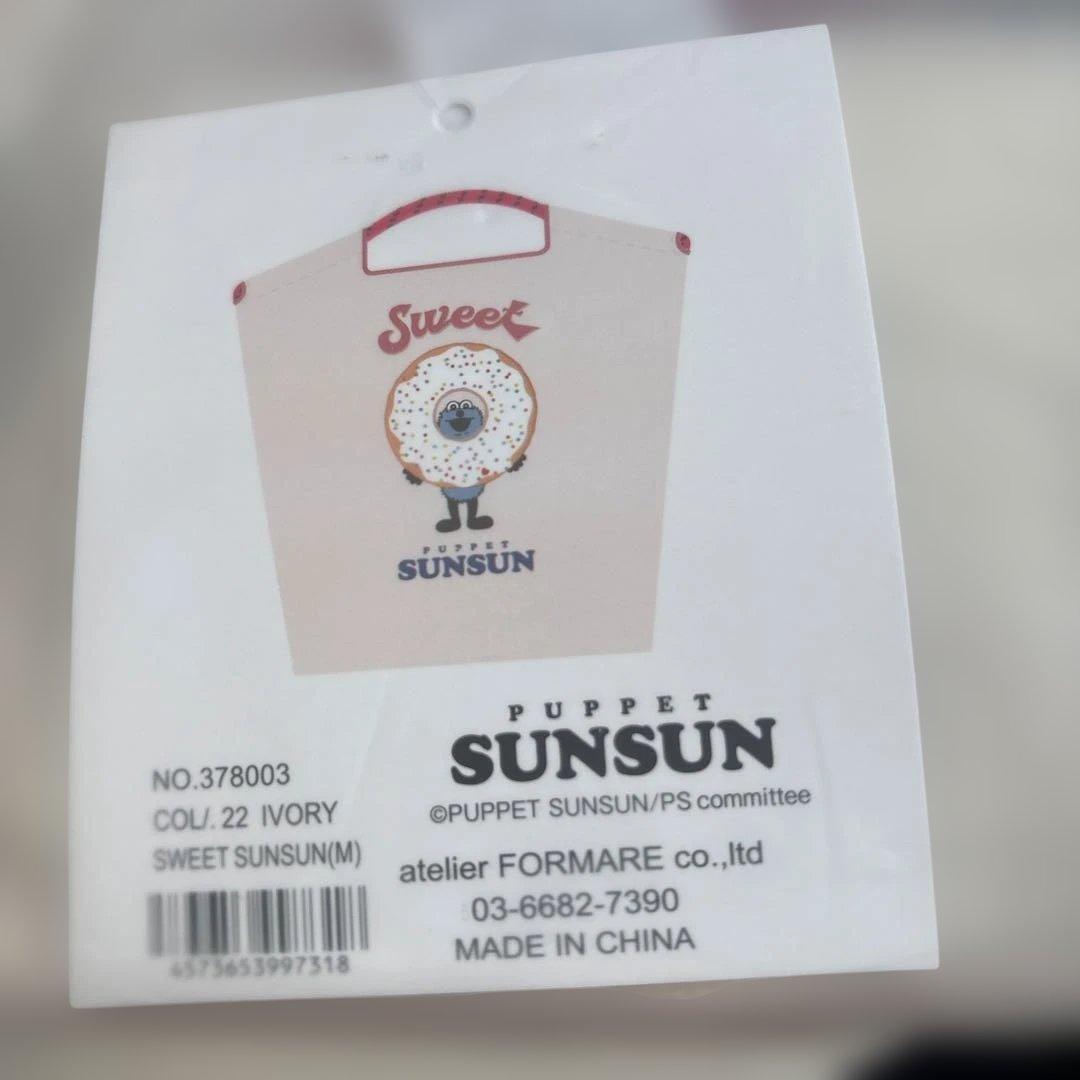 Sweet
PUPPET
SUNSUN
PUPPET
SUNSUN
©PUPPET SUNSUN/PS committee
NO.378003
COL/. 22 IVORY
SWEET SUNSUN(M)
4573653997318
atelier FORMARE co.,ltd
03-6682-7390
MADE IN CHINA